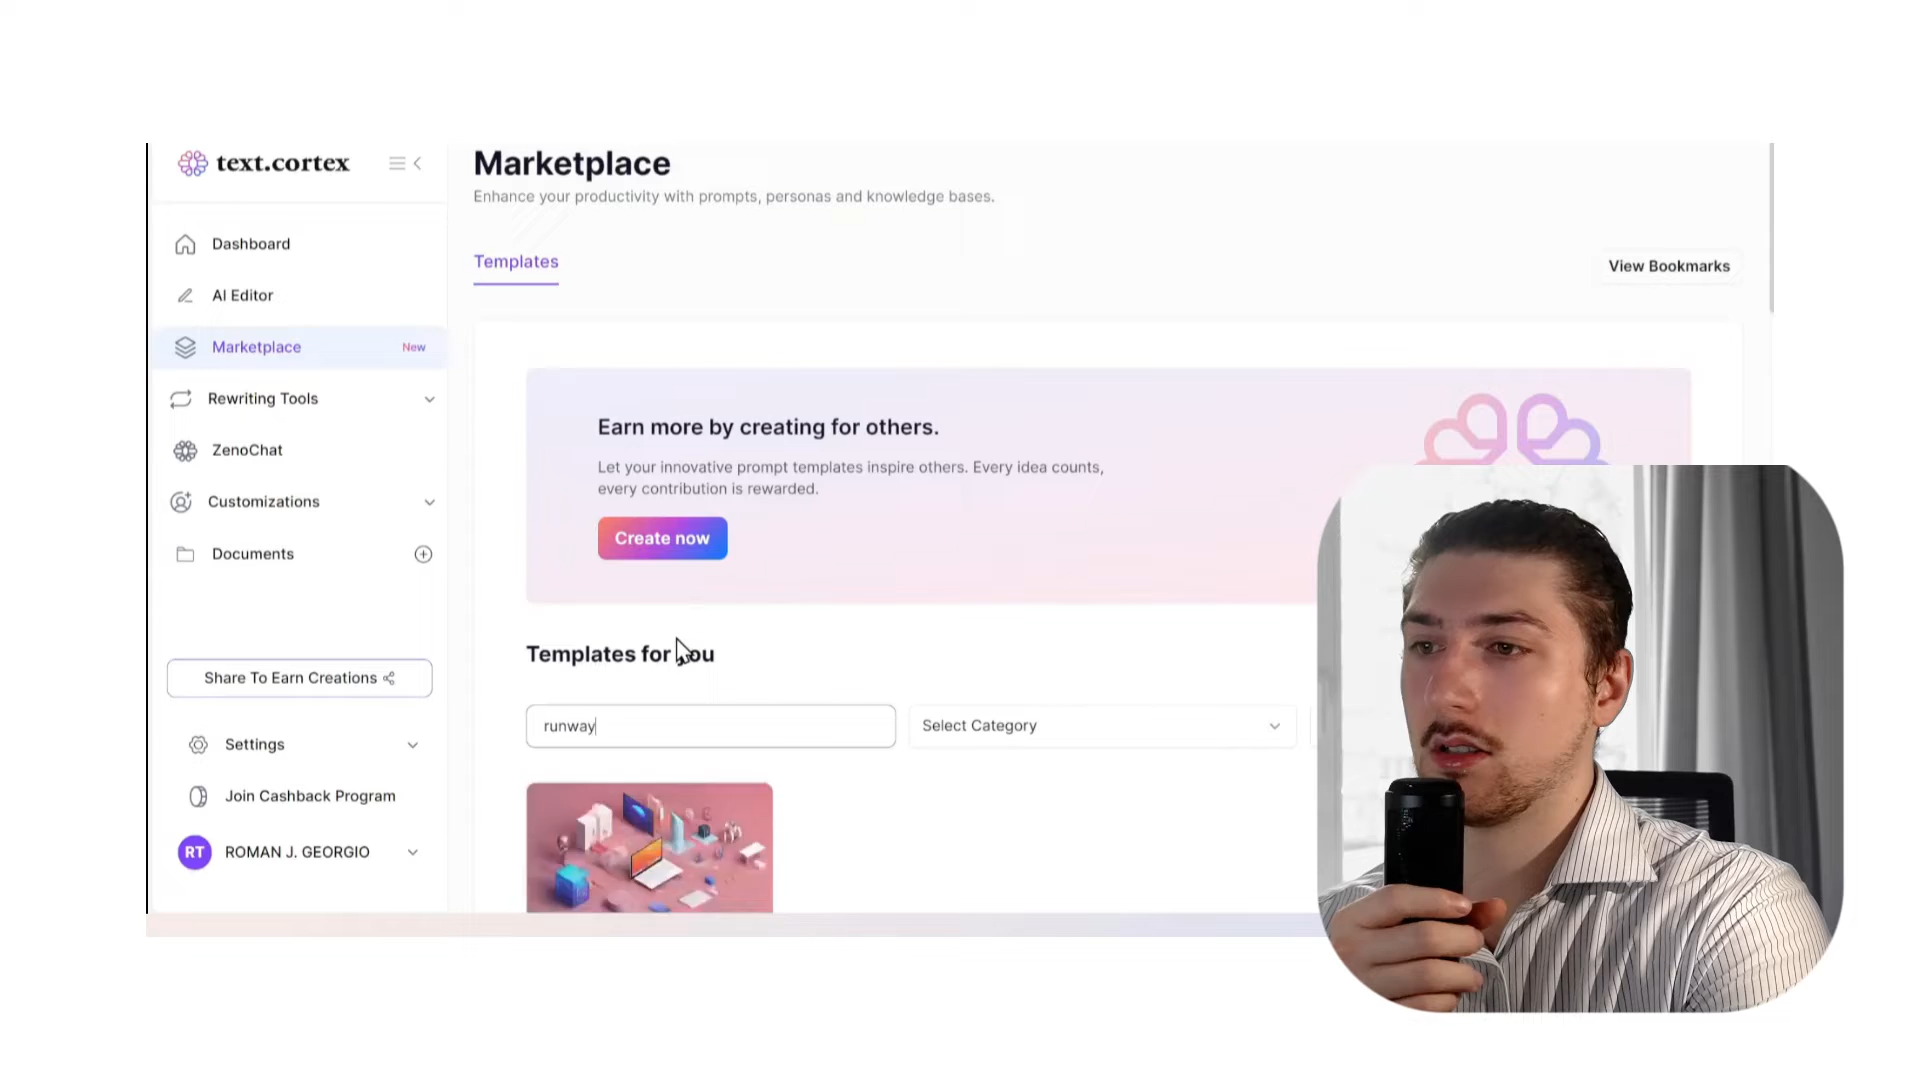 text.cortex
Dashboard
AI Editor
Marketplace New
Rewriting Tools
ZenoChat
Customizations
Documents
Share To Earn Creations
Settings
Join Cashback Program
RT ROMAN J. GEORGIO
Marketplace
Enhance your productivity with prompts, personas and knowledge bases.
Templates
View Bookmarks
Earn more by creating for others.
Let your innovative prompt templates inspire others. Every idea counts,
every contribution is rewarded.
Create now
Templates for you
runway
Select Category